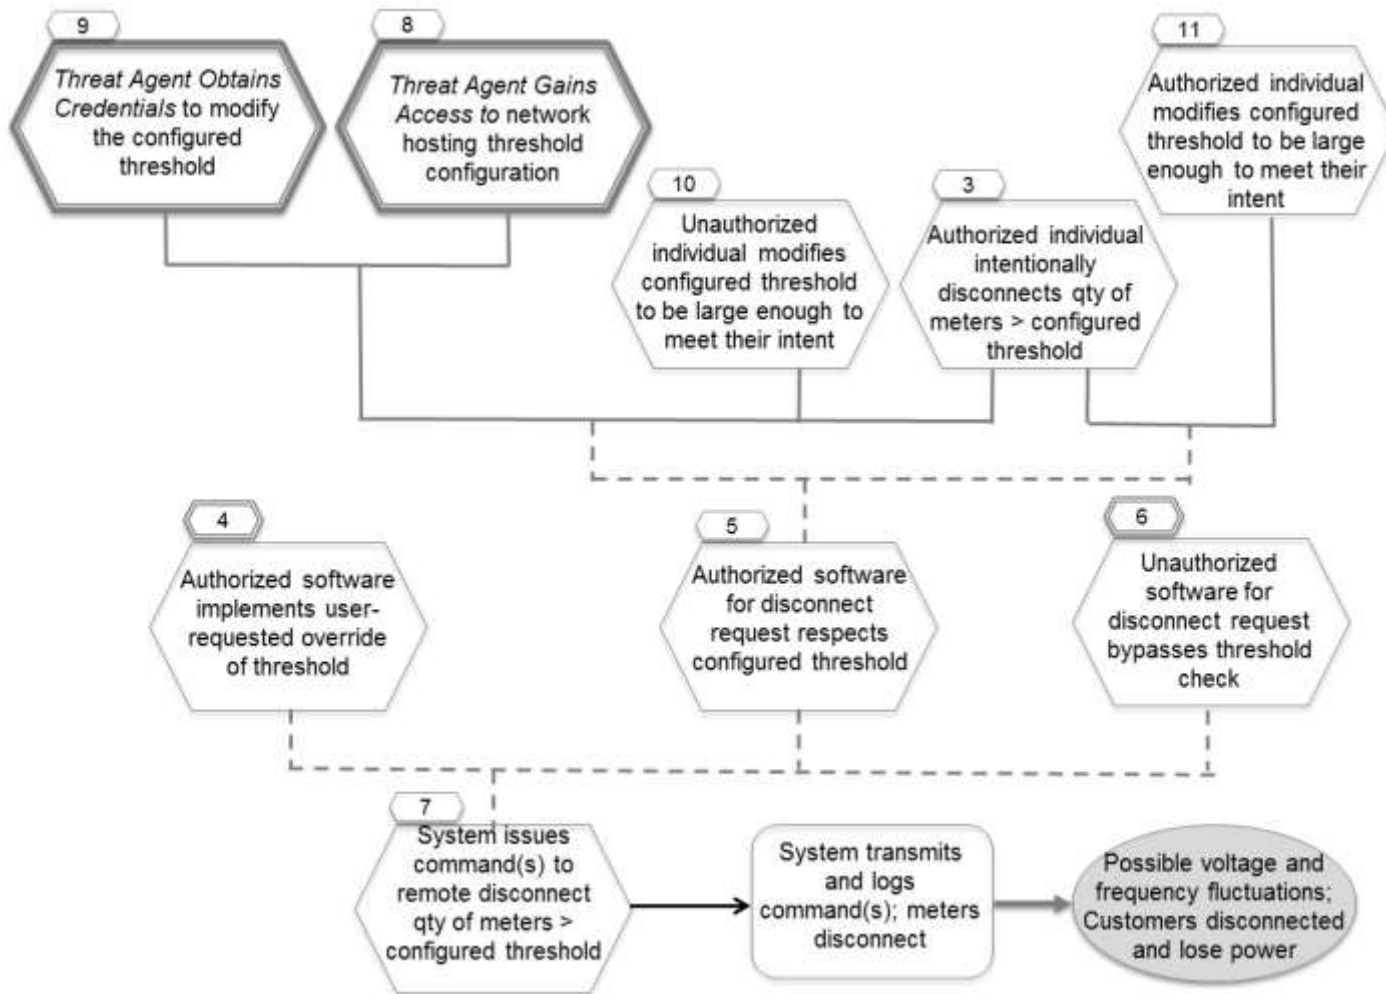 9
Threat Agent Obtains
Credentials to modify
the configured
threshold
8
Threat Agent Gains
Access to network
hosting threshold
configuration
11
Authorized individual
modifies configured
threshold to be large
enough to meet their
intent
10
Unauthorized
individual modifies
configured threshold
to be large enough to
meet their intent
3
Authorized individual
intentionally
disconnects qty of
meters > configured
threshold
4
Authorized software
implements user-
requested override
of threshold
5
Authorized software
for disconnect
request respects
configured threshold
6
Unauthorized
software for
disconnect request
bypasses threshold
check
7
System issues
command(s) to
remote disconnect
qty of meters >
configured threshold
System transmits
and logs
command(s); meters
disconnect
Possible voltage and
frequency fluctuations;
Customers disconnected
and lose power